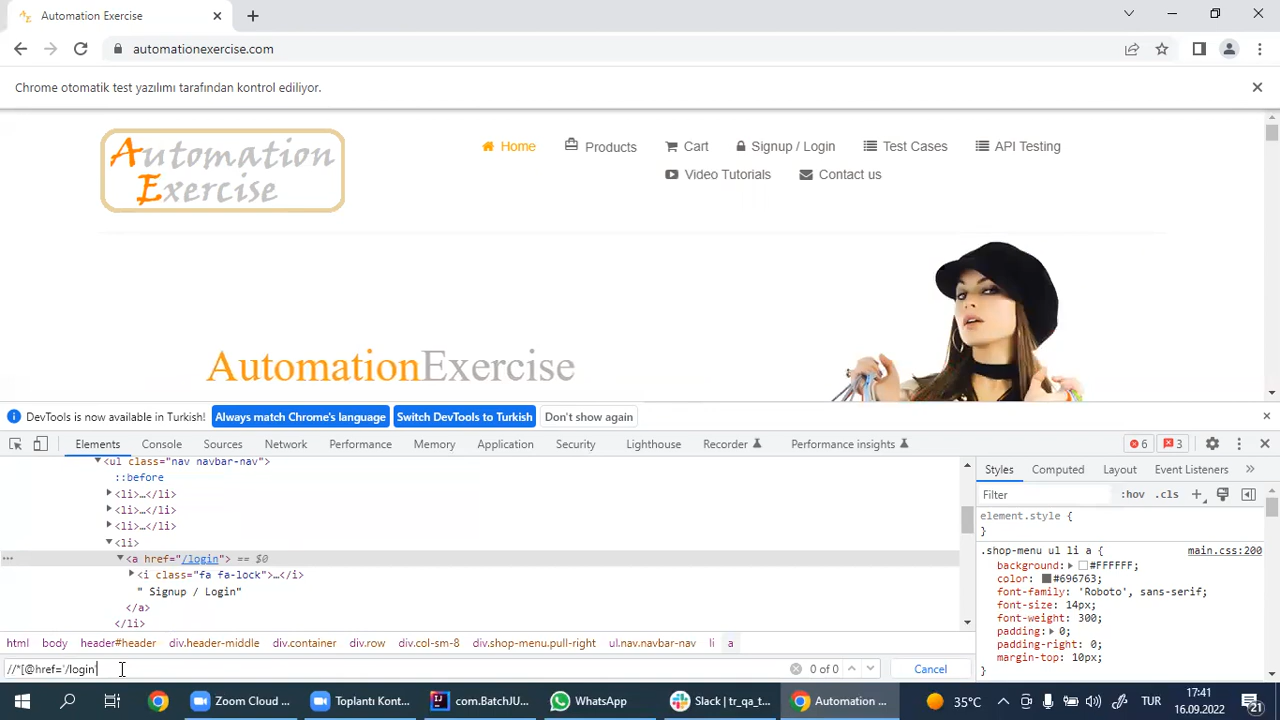 Automation Exercise
automationexercise.com
Chrome otomatik test yazılımı tarafından kontrol ediliyor.
Automation
Exercise
Home Products Cart Signup / Login Test Cases API Testing
Video Tutorials Contact us
AutomationExercise
DevTools is now available in Turkish! Always match Chrome's language Switch DevTools to Turkish Don't show again
Elements Console Sources Network Performance Memory Application Security Lighthouse Recorder Performance insights 6 3
<ul class="nav navbar-nav">
::before
<li>…</li>
<li>…</li>
<li>…</li>
<li>
<a href="/login"> == $0
<i class="fa fa-lock">…</i>
" Signup / Login"
</a>
</li>
html body header#header div.header-middle div.container div.row div.col-sm-8 div.shop-menu.pull-right ul.nav.navbar-nav li a
//*[@href='/login' 0 of 0 Cancel
Styles Computed Layout Event Listeners
Filter :hov .cls
element.style {
}
.shop-menu ul li a { main.css:200
background: #FFFFFF;
color: #696763;
font-family: 'Roboto', sans-serif;
font-size: 14px;
font-weight: 300;
padding: 0;
padding-right: 0;
margin-top: 10px;
}
Zoom Cloud ... Toplantı Kont... com.BatchJU... WhatsApp Slack | tr_qa_t... Automation ... 35°C TUR 17:41
16.09.2022 21